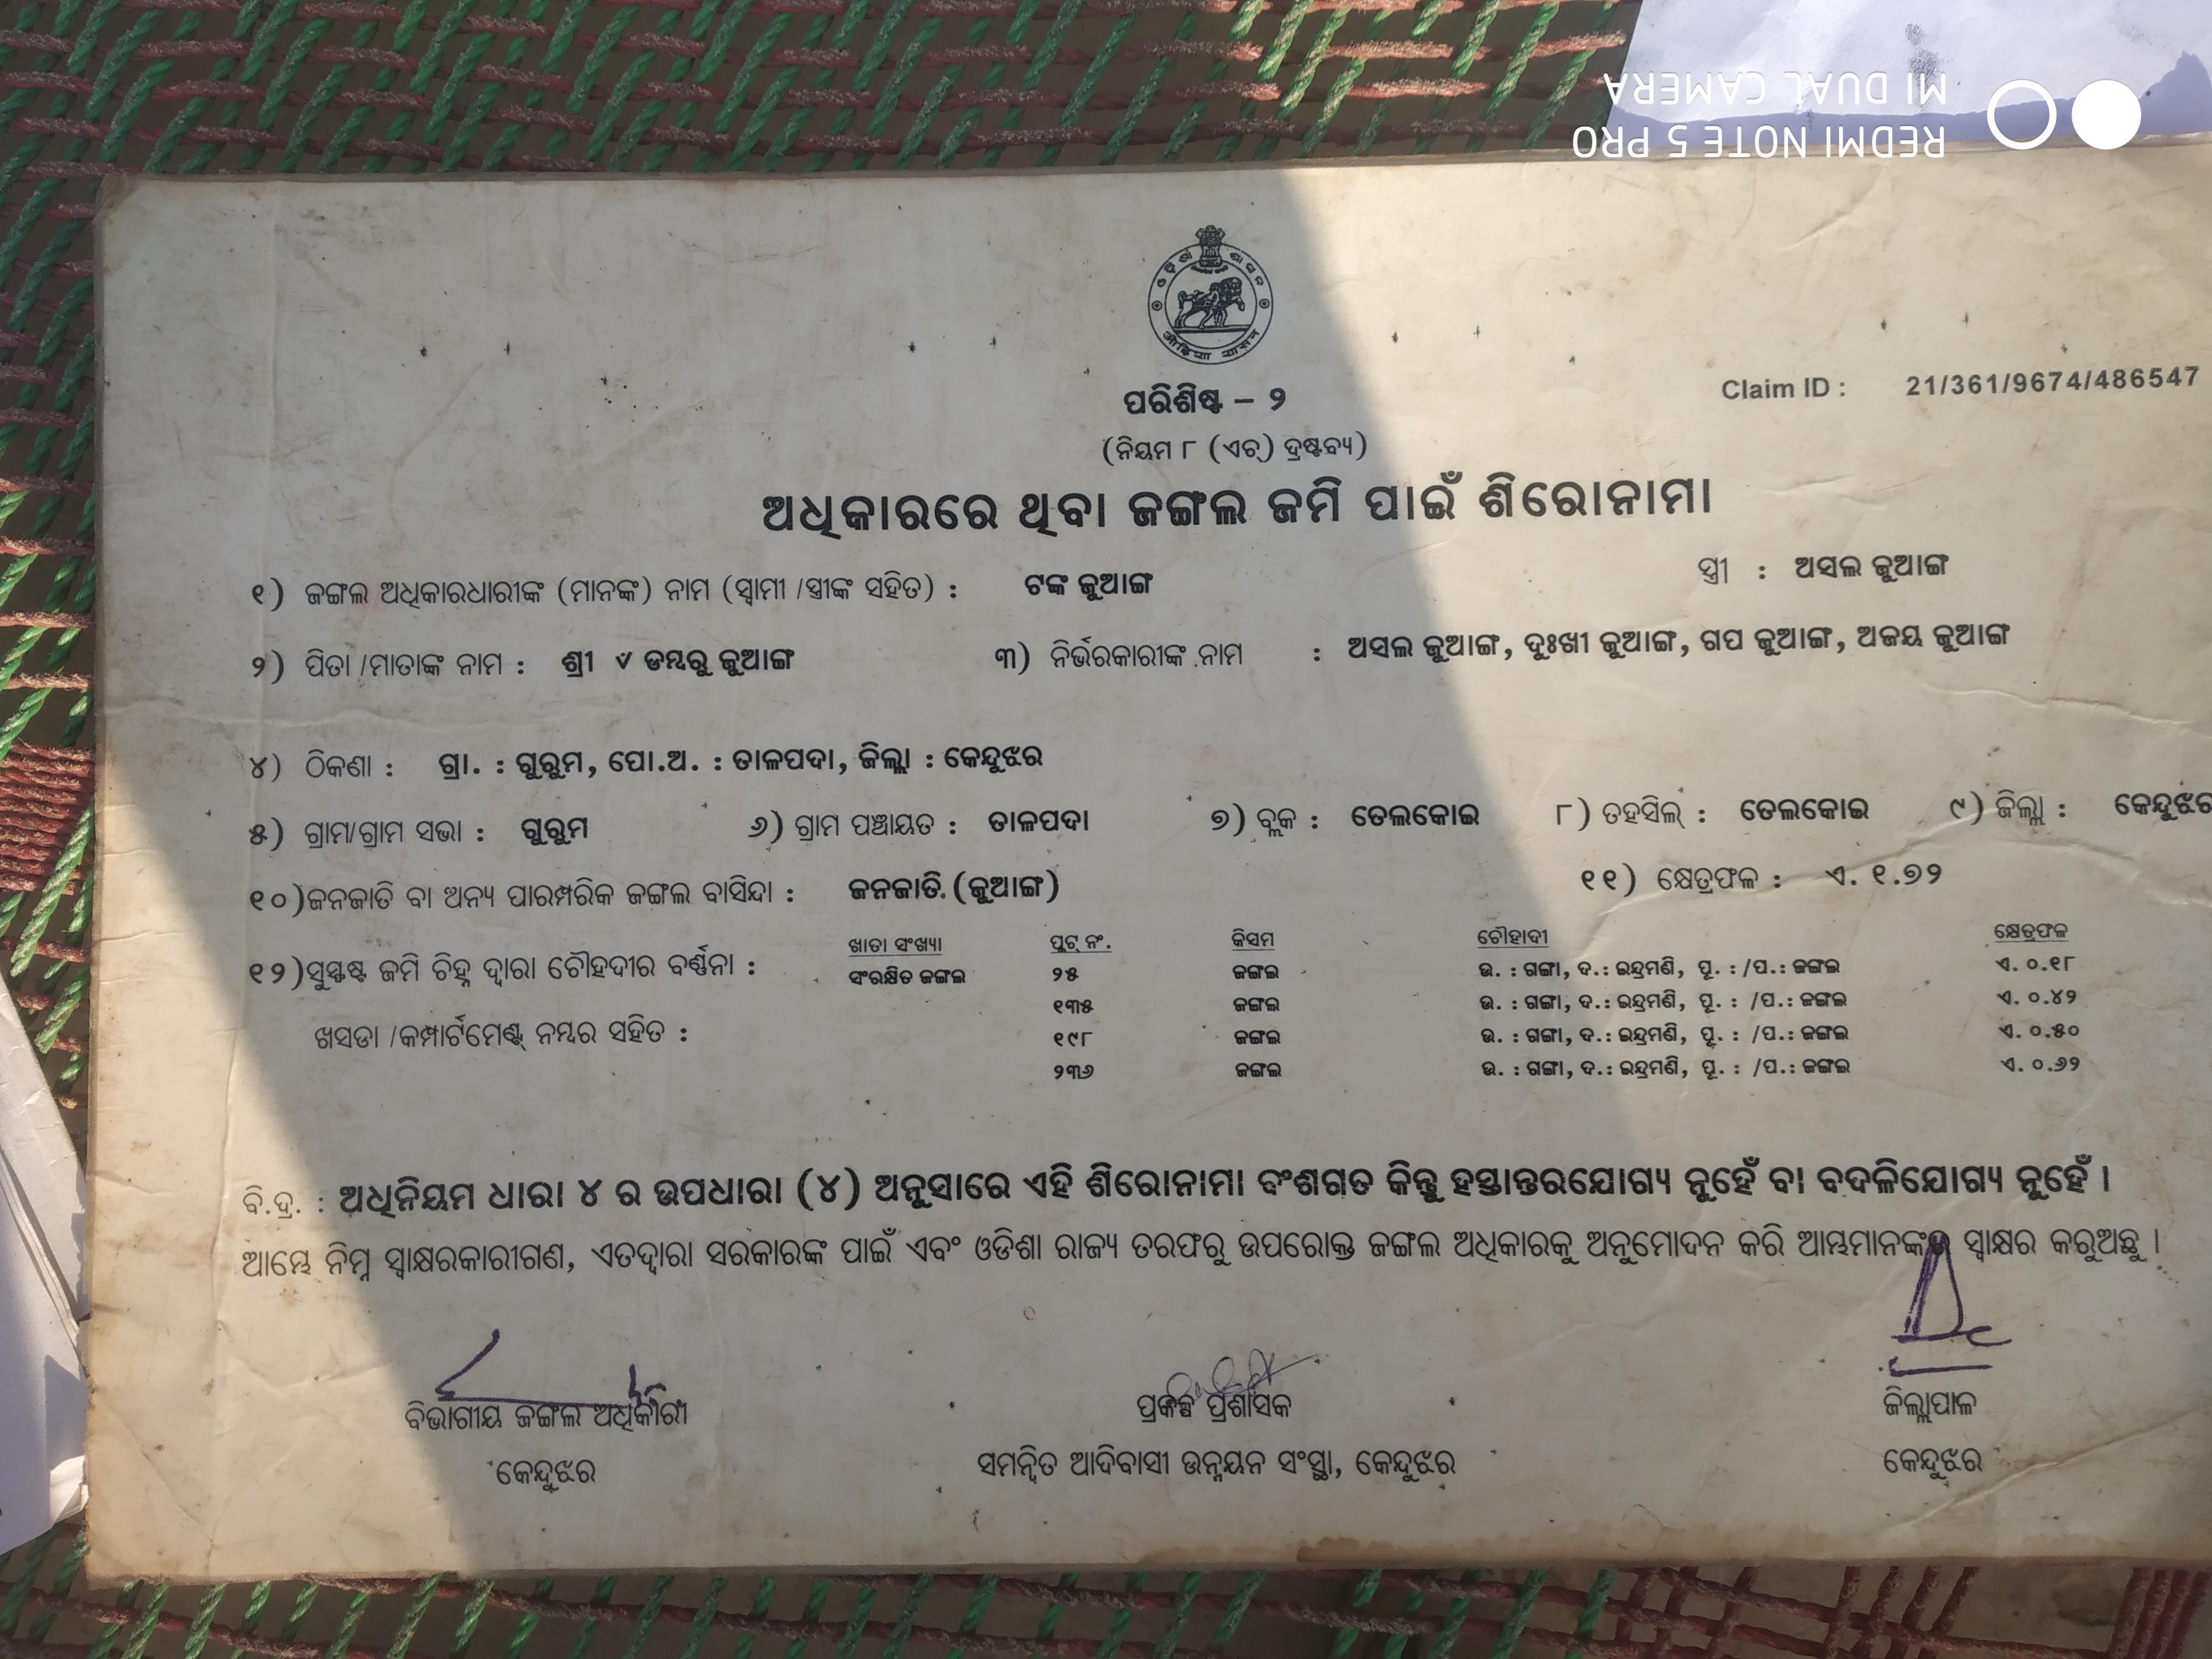 REDMI NOTE 5 PRO
MI DUAL CAMERA
ଓଡ଼ିଶା ଶାସନ
ओड़िशा शासन
ପରିଶିଷ୍ଟ – ୨
Claim ID : 21/361/9674/486547
(ନିୟମ ୮ (ଏଚ୍) ଦ୍ରଷ୍ଟବ୍ୟ)
ଅଧିକାରରେ ଥିବା ଜଙ୍ଗଲ ଜମି ପାଇଁ ଶିରୋନାମା
୧) ଜଙ୍ଗଲ ଅଧିକାରଧାରୀଙ୍କ (ମାନଙ୍କ) ନାମ (ସ୍ୱାମୀ /ସ୍ତ୍ରୀଙ୍କ ସହିତ) : ଟଙ୍କ ଜୁଆଙ୍ଗ ସ୍ତ୍ରୀ : ଅସଲ ଜୁଆଙ୍ଗ
୨) ପିତା /ମାତାଙ୍କ ନାମ : ଶ୍ରୀ ଡମ୍ବରୁ ଜୁଆଙ୍ଗ ୩) ନିର୍ଭରକାରୀଙ୍କ ନାମ : ଅସଲ ଜୁଆଙ୍ଗ, ଦୁଃଖୀ ଜୁଆଙ୍ଗ, ଗପ ଜୁଆଙ୍ଗ, ଅଜୟ ଜୁଆଙ୍ଗ
୪) ଠିକଣା : ଗ୍ରା. : ଗୁରୁମ, ପୋ.ଅ. : ତାଳପଦା, ଜିଲ୍ଲା : କେନ୍ଦୁଝର
୫) ଗ୍ରାମ/ଗ୍ରାମ ସଭା : ଗୁରୁମ ୬) ଗ୍ରାମ ପଞ୍ଚାୟତ : ତାଳପଦା ୭) ବ୍ଲକ : ତେଲକୋଇ ୮) ତହସିଲ୍ : ତେଲକୋଇ ୯) ଜିଲ୍ଲା : କେନ୍ଦୁଝର
୧୦) ଜନଜାତି ବା ଅନ୍ୟ ପାରମ୍ପରିକ ଜଙ୍ଗଲ ବାସିନ୍ଦା : ଜନଜାତି (ଜୁଆଙ୍ଗ) ୧୧) କ୍ଷେତ୍ରଫଳ : ଏ. ୧.୭୨
ଖାତା ସଂଖ୍ୟା ପ୍ଲଟ୍ ନଂ. କିସମ ଚୌହାଦୀ କ୍ଷେତ୍ରଫଳ
୧୨) ସୁସ୍ପଷ୍ଟ ଜମି ଚିହ୍ନ ଦ୍ୱାରା ଚୌହଦୀର ବର୍ଣ୍ଣନା : ସଂରକ୍ଷିତ ଜଙ୍ଗଲ ୨୫ ଜଙ୍ଗଲ ଉ. : ଗଙ୍ଗା, ଦ.: ଇନ୍ଦ୍ରମଣି, ପୂ. : /ପ.: ଜଙ୍ଗଲ ଏ. ୦.୧୮
୧୩୫ ଜଙ୍ଗଲ ଉ. : ଗଙ୍ଗା, ଦ.: ଇନ୍ଦ୍ରମଣି, ପୂ. : /ପ.: ଜଙ୍ଗଲ ଏ. ୦.୪୨
ଖସଡା /କମ୍ପାର୍ଟମେଣ୍ଟ୍ ନମ୍ବର ସହିତ : ୧୯୮ ଜଙ୍ଗଲ ଉ. : ଗଙ୍ଗା, ଦ.: ଇନ୍ଦ୍ରମଣି, ପୂ. : /ପ.: ଜଙ୍ଗଲ ଏ. ୦.୫୦
୨୩୬ ଜଙ୍ଗଲ ଉ. : ଗଙ୍ଗା, ଦ.: ଇନ୍ଦ୍ରମଣି, ପୂ. : /ପ.: ଜଙ୍ଗଲ ଏ. ୦.୬୨
ବି.ଦ୍ର. : ଅଧିନିୟମ ଧାରା ୪ ର ଉପଧାରା (୪) ଅନୁସାରେ ଏହି ଶିରୋନାମା ବଂଶଗତ କିନ୍ତୁ ହସ୍ତାନ୍ତରଯୋଗ୍ୟ ନୁହେଁ ବା ବଦଳିଯୋଗ୍ୟ ନୁହେଁ ।
ଆମ୍ଭେ ନିମ୍ନ ସ୍ୱାକ୍ଷରକାରୀଗଣ, ଏତଦ୍ୱାରା ସରକାରଙ୍କ ପାଇଁ ଏବଂ ଓଡିଶା ରାଜ୍ୟ ତରଫରୁ ଉପରୋକ୍ତ ଜଙ୍ଗଲ ଅଧିକାରକୁ ଅନୁମୋଦନ କରି ଆମ୍ଭମାନଙ୍କର ସ୍ୱାକ୍ଷର କରୁଅଛୁ ।
ବିଭାଗୀୟ ଜଙ୍ଗଲ ଅଧିକାରୀ ପ୍ରକଳ୍ପ ପ୍ରଶାସକ ଜିଲ୍ଲାପାଳ
କେନ୍ଦୁଝର ସମନ୍ୱିତ ଆଦିବାସୀ ଉନ୍ନୟନ ସଂସ୍ଥା, କେନ୍ଦୁଝର କେନ୍ଦୁଝର